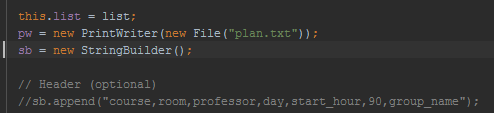 this.list = list;
pw = new PrintWriter(new File("plan.txt"));
sb = new StringBuilder();
// Header (optional)
//sb.append("course,room,professor,day,start_hour,90,group_name");